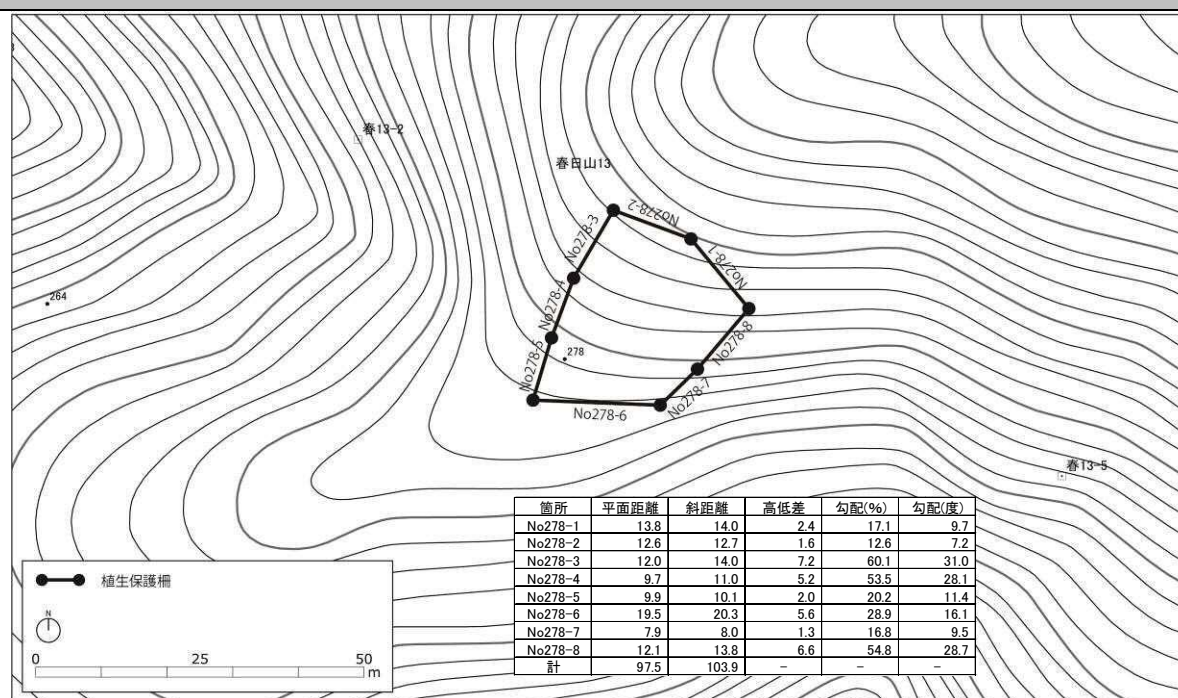 春13-2
春日山13
No278-2
No278-3
No278-1
No278-4
264
278
No278-5
No278-8
No278-7
No278-6
春13-5
箇所 平面距離 斜距離 高低差 勾配(%) 勾配(度)
No278-1 13.8 14.0 2.4 17.1 9.7
No278-2 12.6 12.7 1.6 12.6 7.2
No278-3 12.0 14.0 7.2 60.1 31.0
No278-4 9.7 11.0 5.2 53.5 28.1
No278-5 9.9 10.1 2.0 20.2 11.4
No278-6 19.5 20.3 5.6 28.9 16.1
No278-7 7.9 8.0 1.3 16.8 9.5
No278-8 12.1 13.8 6.6 54.8 28.7
計 97.5 103.9 - - -
植生保護柵
N
0 25 50
m